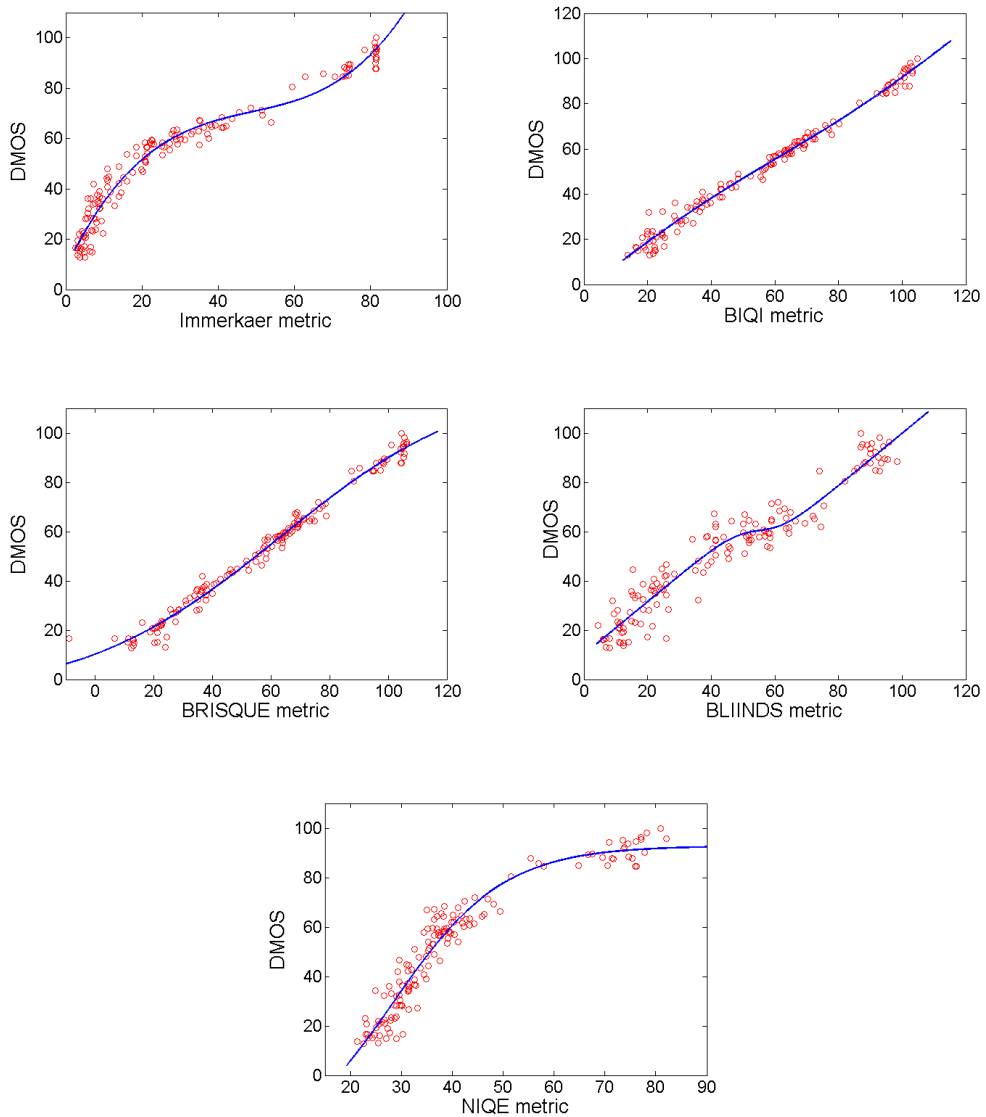 DMOS
100
80
60
40
20
0
0 20 40 60 80 100
Immerkaer metric
DMOS
120
100
80
60
40
20
0
0 20 40 60 80 100 120
BIQI metric
DMOS
100
80
60
40
20
0
0 20 40 60 80 100 120
BRISQUE metric
DMOS
100
80
60
40
20
0
0 20 40 60 80 100 120
BLIINDS metric
DMOS
100
80
60
40
20
0
20 30 40 50 60 70 80 90
NIQE metric